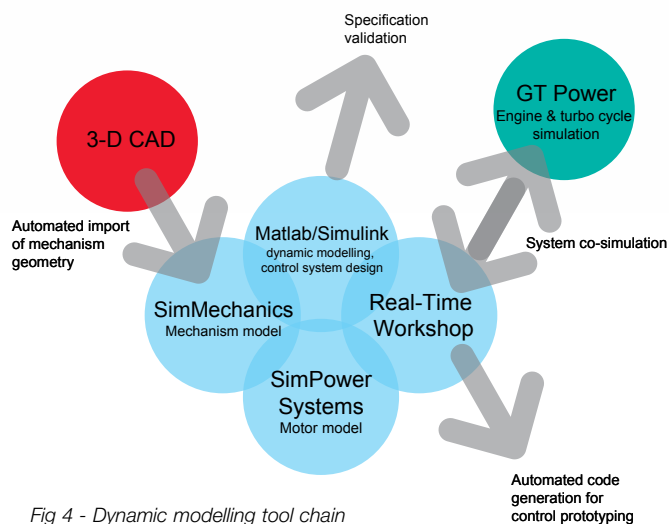 Specification
validation
GT Power
Engine & turbo cycle
simulation
3-D CAD
Automated import
of mechanism
geometry
Matlab/Simulink
dynamic modelling,
control system design
System co-simulation
SimMechanics
Mechanism model
Real-Time
Workshop
SimPower
Systems
Motor model
Automated code
generation for
control prototyping
Fig 4 - Dynamic modelling tool chain